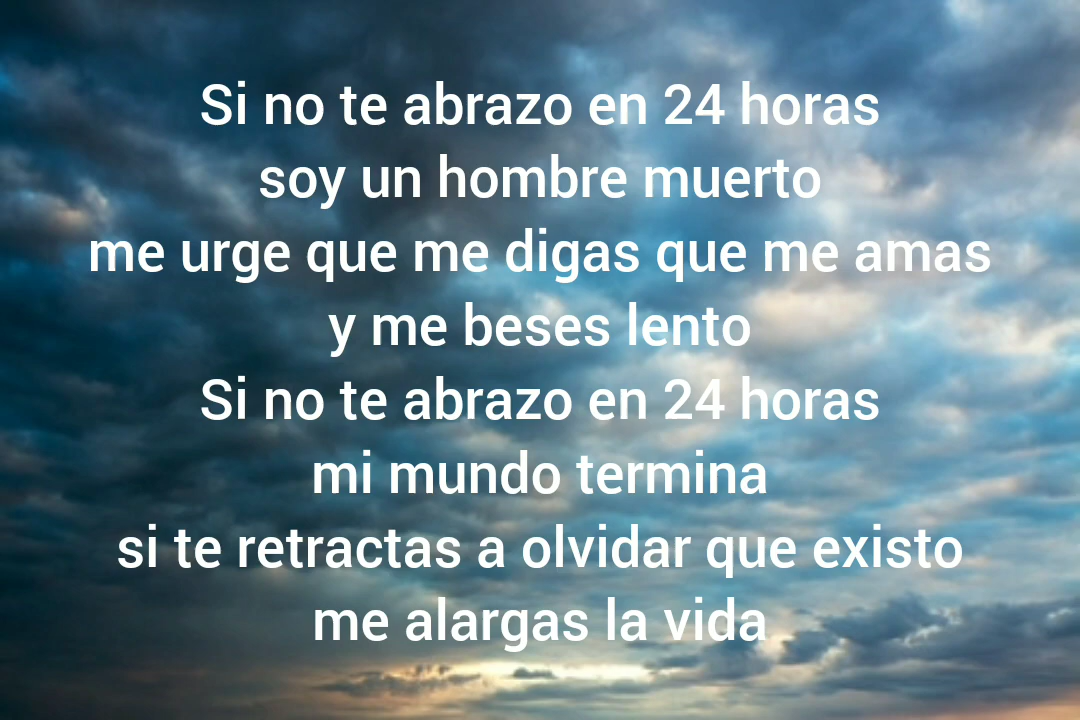 Si no te abrazo en 24 horas
soy un hombre muerto
me urge que me digas que me amas
y me beses lento
Si no te abrazo en 24 horas
mi mundo termina
si te retractas a olvidar que existo
me alargas la vida